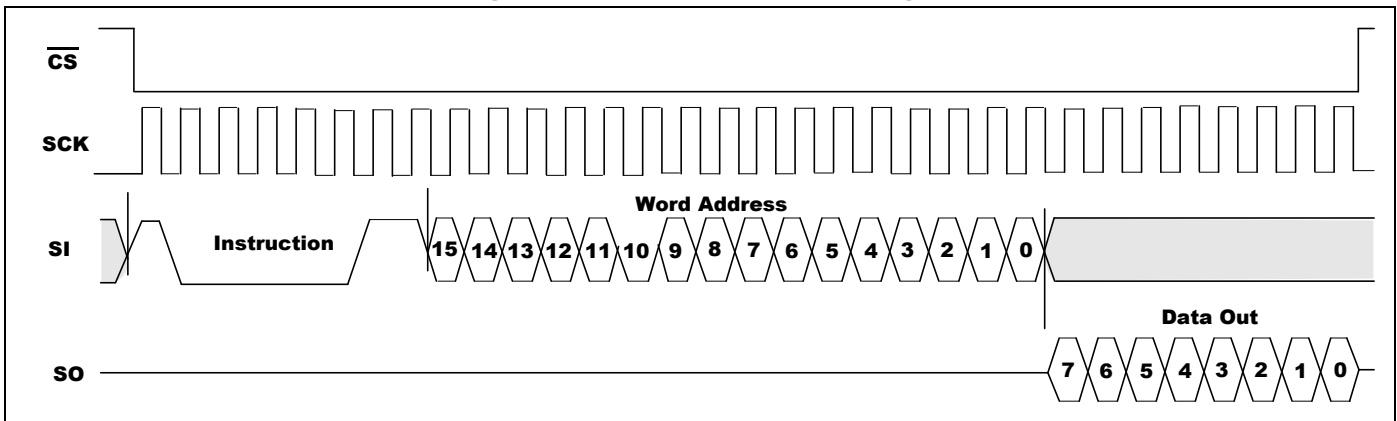 CS
SCK
Word Address
SI Instruction 15 14 13 12 11 10 9 8 7 6 5 4 3 2 1 0
Data Out
SO 7 6 5 4 3 2 1 0